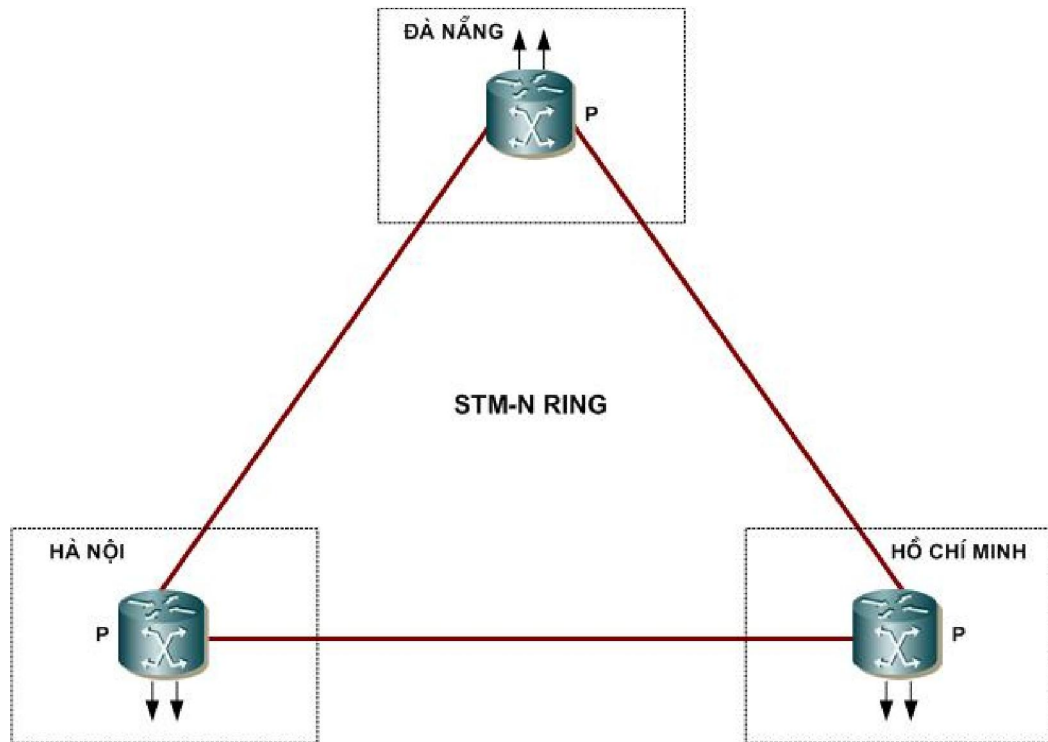 ĐÀ NẴNG
P
STM-N RING
HÀ NỘI
P
HỒ CHÍ MINH
P